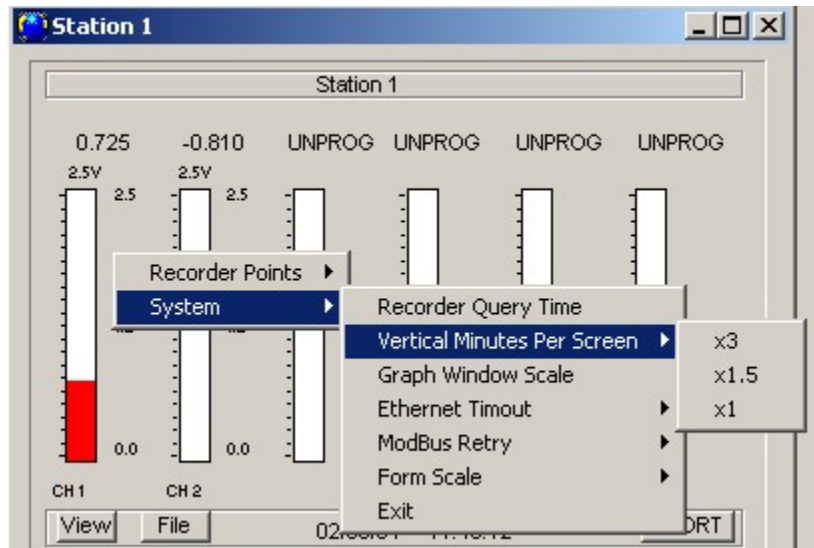 Station 1
Station 1
0.725 -0.810 UNPROG UNPROG UNPROG UNPROG
2.5V 2.5V
2.5 2.5
Recorder Points
System
Recorder Query Time
Vertical Minutes Per Screen
x3
Graph Window Scale
x1.5
Ethernet Timout
x1
ModBus Retry
0.0 0.0
Form Scale
CH 1 CH 2
Exit
View File